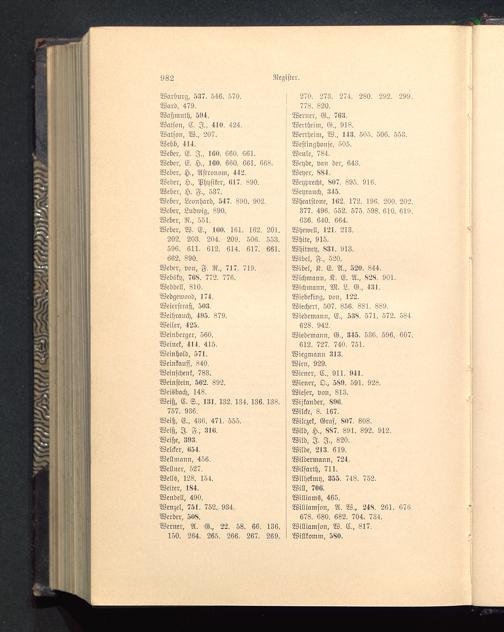 982
Register.
Warburg, 537. 546. 570.
Ward, 479.
Waßmuth, 504.
Watson, C. J., 410. 424.
Watson, W., 207.
Webb, 414.
Weber, E. F., 160. 660. 661.
Weber, E. H., 160. 660. 661. 668.
Weber, H., Astronom, 442.
Weber, H., Physiker, 617. 890.
Weber, H. F., 537.
Weber, Leonhard, 547. 890. 902.
Weber, Ludwig, 890.
Weber, R., 551.
Weber, W. E., 160. 161. 162. 201.
202. 203. 204. 209. 506. 553.
596. 611. 612. 614. 617. 661.
662. 890.
Weber, von, F. R., 717. 719.
Websky, 768. 772. 776.
Weddell, 810.
Wedgewood, 174.
Weierstraß, 503.
Weihrauch, 495. 879.
Weiler, 425.
Weinberger, 560.
Weinek, 414. 415.
Weinhold, 571.
Weinkauff, 840.
Weinschenk, 783.
Weinstein, 562. 892.
Weisbach, 148.
Weiß, C. S., 131. 132. 134. 136. 138.
757. 936.
Weiß, E., 436. 471. 555.
Weiß, J. F., 316.
Weiße, 393.
Welcker, 654.
Wellmann, 456.
Wellner, 527.
Wells, 128. 154.
Welter, 184.
Wendell, 490.
Wenzel, 751. 752. 934.
Werder, 508.
Werner, A. G., 22. 58. 66. 136.
150. 264. 265. 266. 267. 269.
270. 273. 274. 280. 292. 299.
778. 820.
Werner, G., 763.
Wertheim, G., 918.
Wertheim, W., 143. 505. 506. 553.
Westinghouse, 505.
Weule, 784.
Weyde, van der, 643.
Weyer, 884.
Weyprecht, 807. 895. 916.
Weyrauch, 345.
Wheatstone, 162. 172. 196. 200. 202.
377. 496. 552. 575. 598. 610. 619.
636. 640. 664.
Whewell, 121. 213.
White, 915.
Whitney, 831. 913.
Wibel, F., 520.
Wibel, K. E. A., 520. 844.
Wichmann, K. E. A., 828. 901.
Wichmann, M. L. G., 431.
Wiebeking, von, 122.
Wiechert, 507. 856. 881. 889.
Wiedemann, E., 538. 571. 572. 584
628. 942.
Wiedemann, G., 345. 536. 596. 607.
612. 727. 740. 751.
Wiegmann 313.
Wien, 929.
Wiener, C., 911. 941.
Wiener, O., 589. 591. 928.
Wieser, von, 813.
Wijkander, 896.
Wilcke, 8. 167.
Wilczek, Graf, 807. 808.
Wild, H., 887. 891. 892. 912.
Wild, J. J., 820.
Wilde, 213. 619.
Wildermann, 724.
Wilfarth, 711.
Wilhelmy, 355. 748. 752.
Will, 706.
Williams, 465.
Williamson, A. W., 248. 261. 676
678. 680. 682. 704. 734.
Williamson, W. C., 817.
Willkomm, 580.